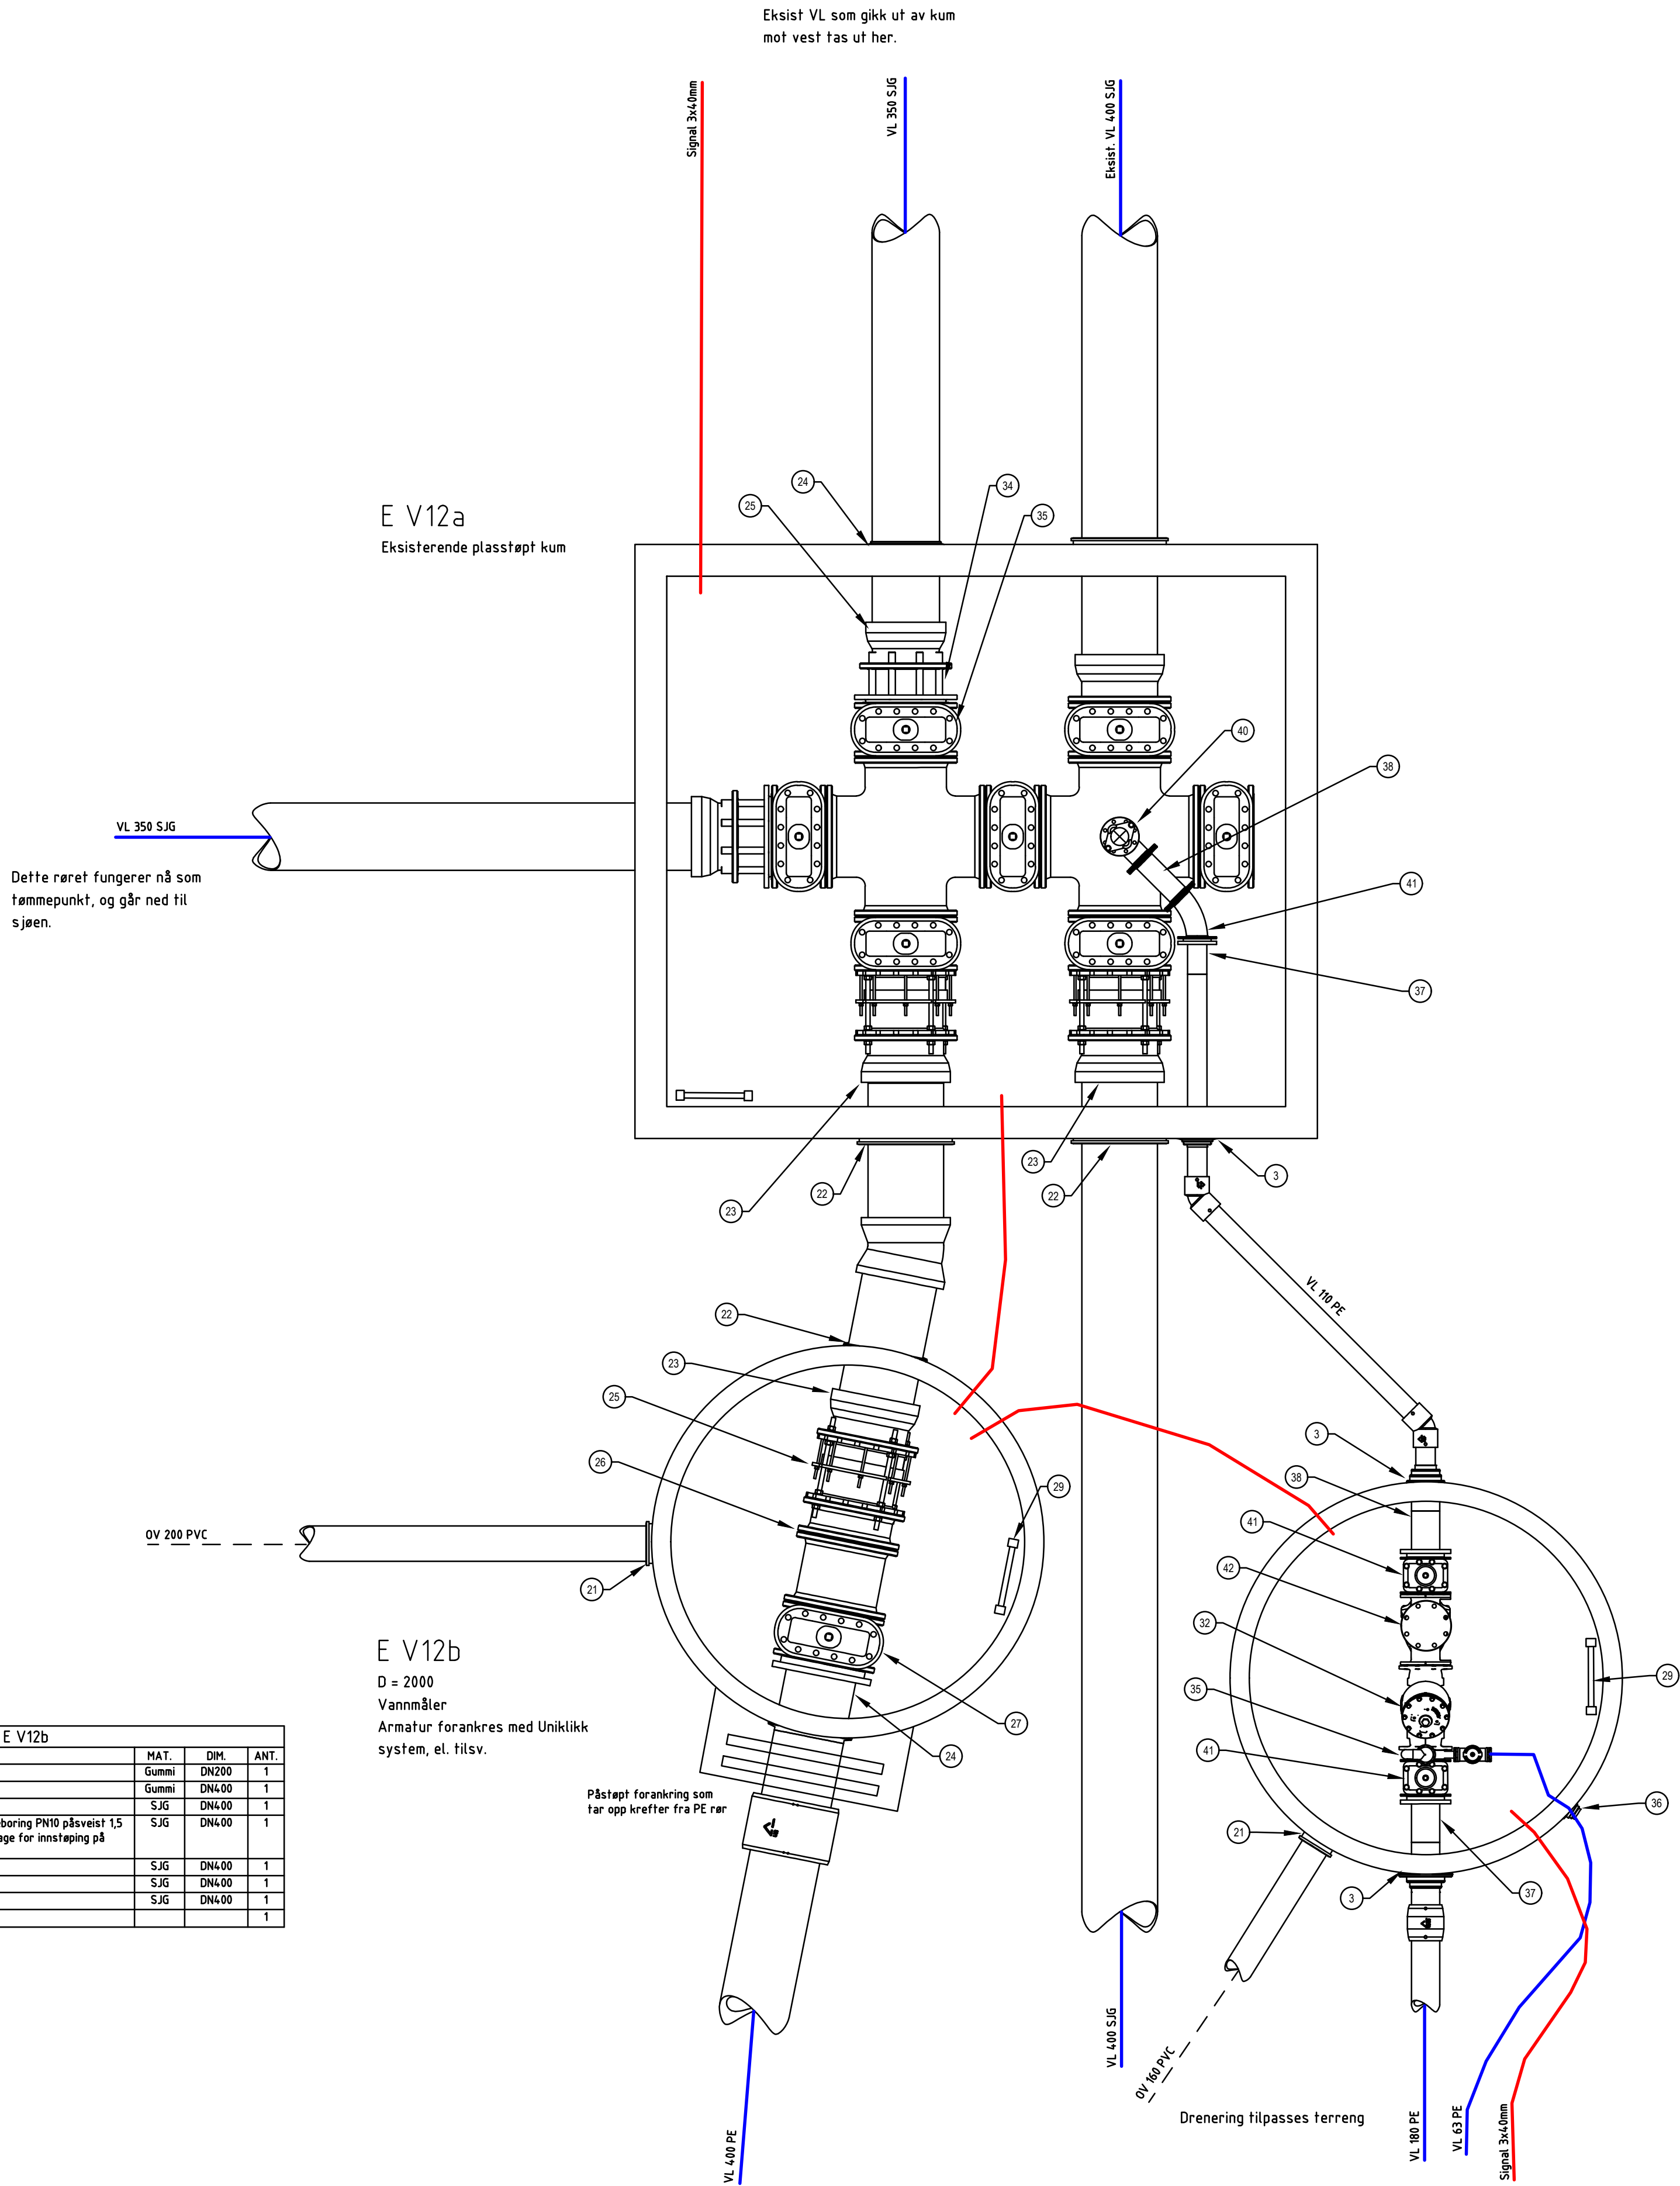 Eksist VL som gikk ut av kum
mot vest tas ut her.
Signal 3x40mm
VL 350 SJG
Eksist. VL 400 SJG
24
34
25
35
E V12a
Eksisterende plasstøpt kum
40
38
VL 350 SJG
41
Dette røret fungerer nå som
tømmepunkt, og går ned til
sjøen.
37
23
22
23
22
3
VL 110 PE
22
23
25
26
29
3
38
41
42
32
35
41
29
36
OV 200 PVC
21
E V12b
D = 2000
Vannmåler
Armatur forankres med Uniklikk
system, el. tilsv.
27
24
Påstøpt forankring som
tar opp krefter fra PE rør
21
3
37
E V12b
MAT. DIM. ANT.
Gummi DN200 1
Gummi DN400 1
SJG DN400 1
boring PN10 påsveist 1,5 SJG DN400 1
age for innstøping på
SJG DN400 1
SJG DN400 1
SJG DN400 1
1
VL 400 SJG
OV 160 PVC
Drenering tilpasses terreng
VL 400 PE
VL 180 PE
VL 63 PE
Signal 3x40mm